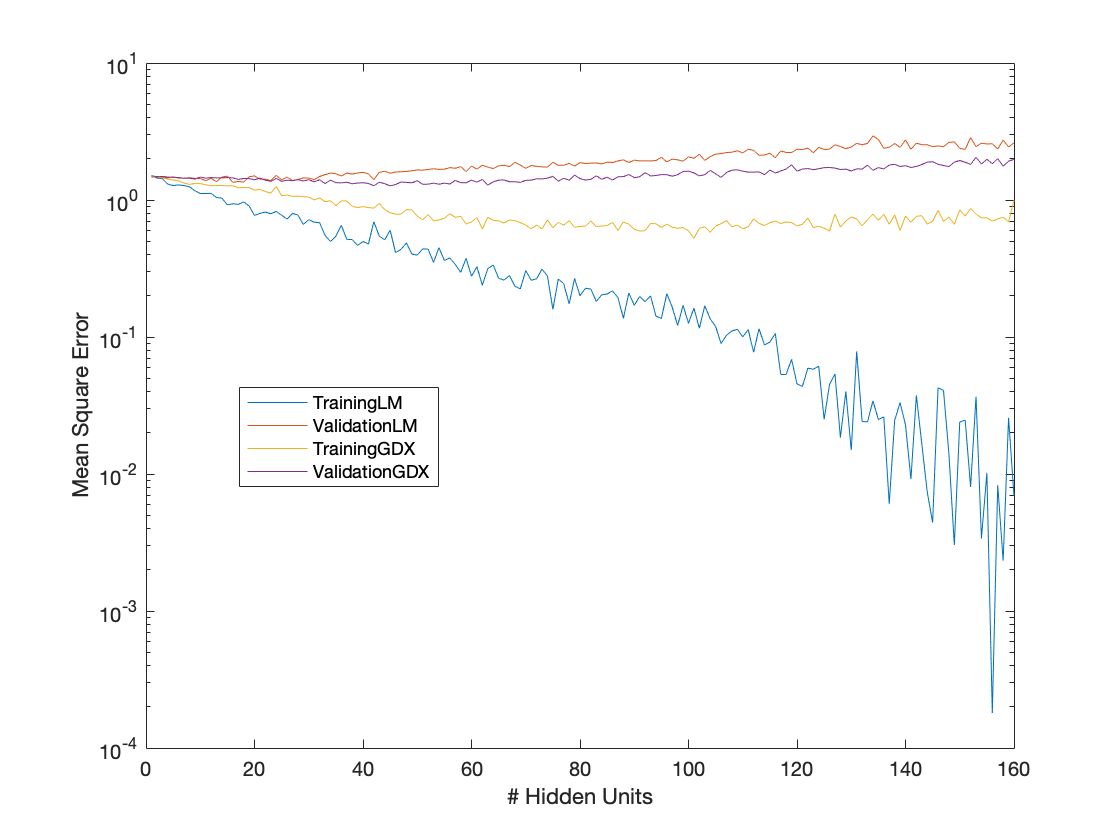 10^1
10^0
10^-1
10^-2
10^-3
10^-4
Mean Square Error
TrainingLM
ValidationLM
TrainingGDX
ValidationGDX
0 20 40 60 80 100 120 140 160
# Hidden Units